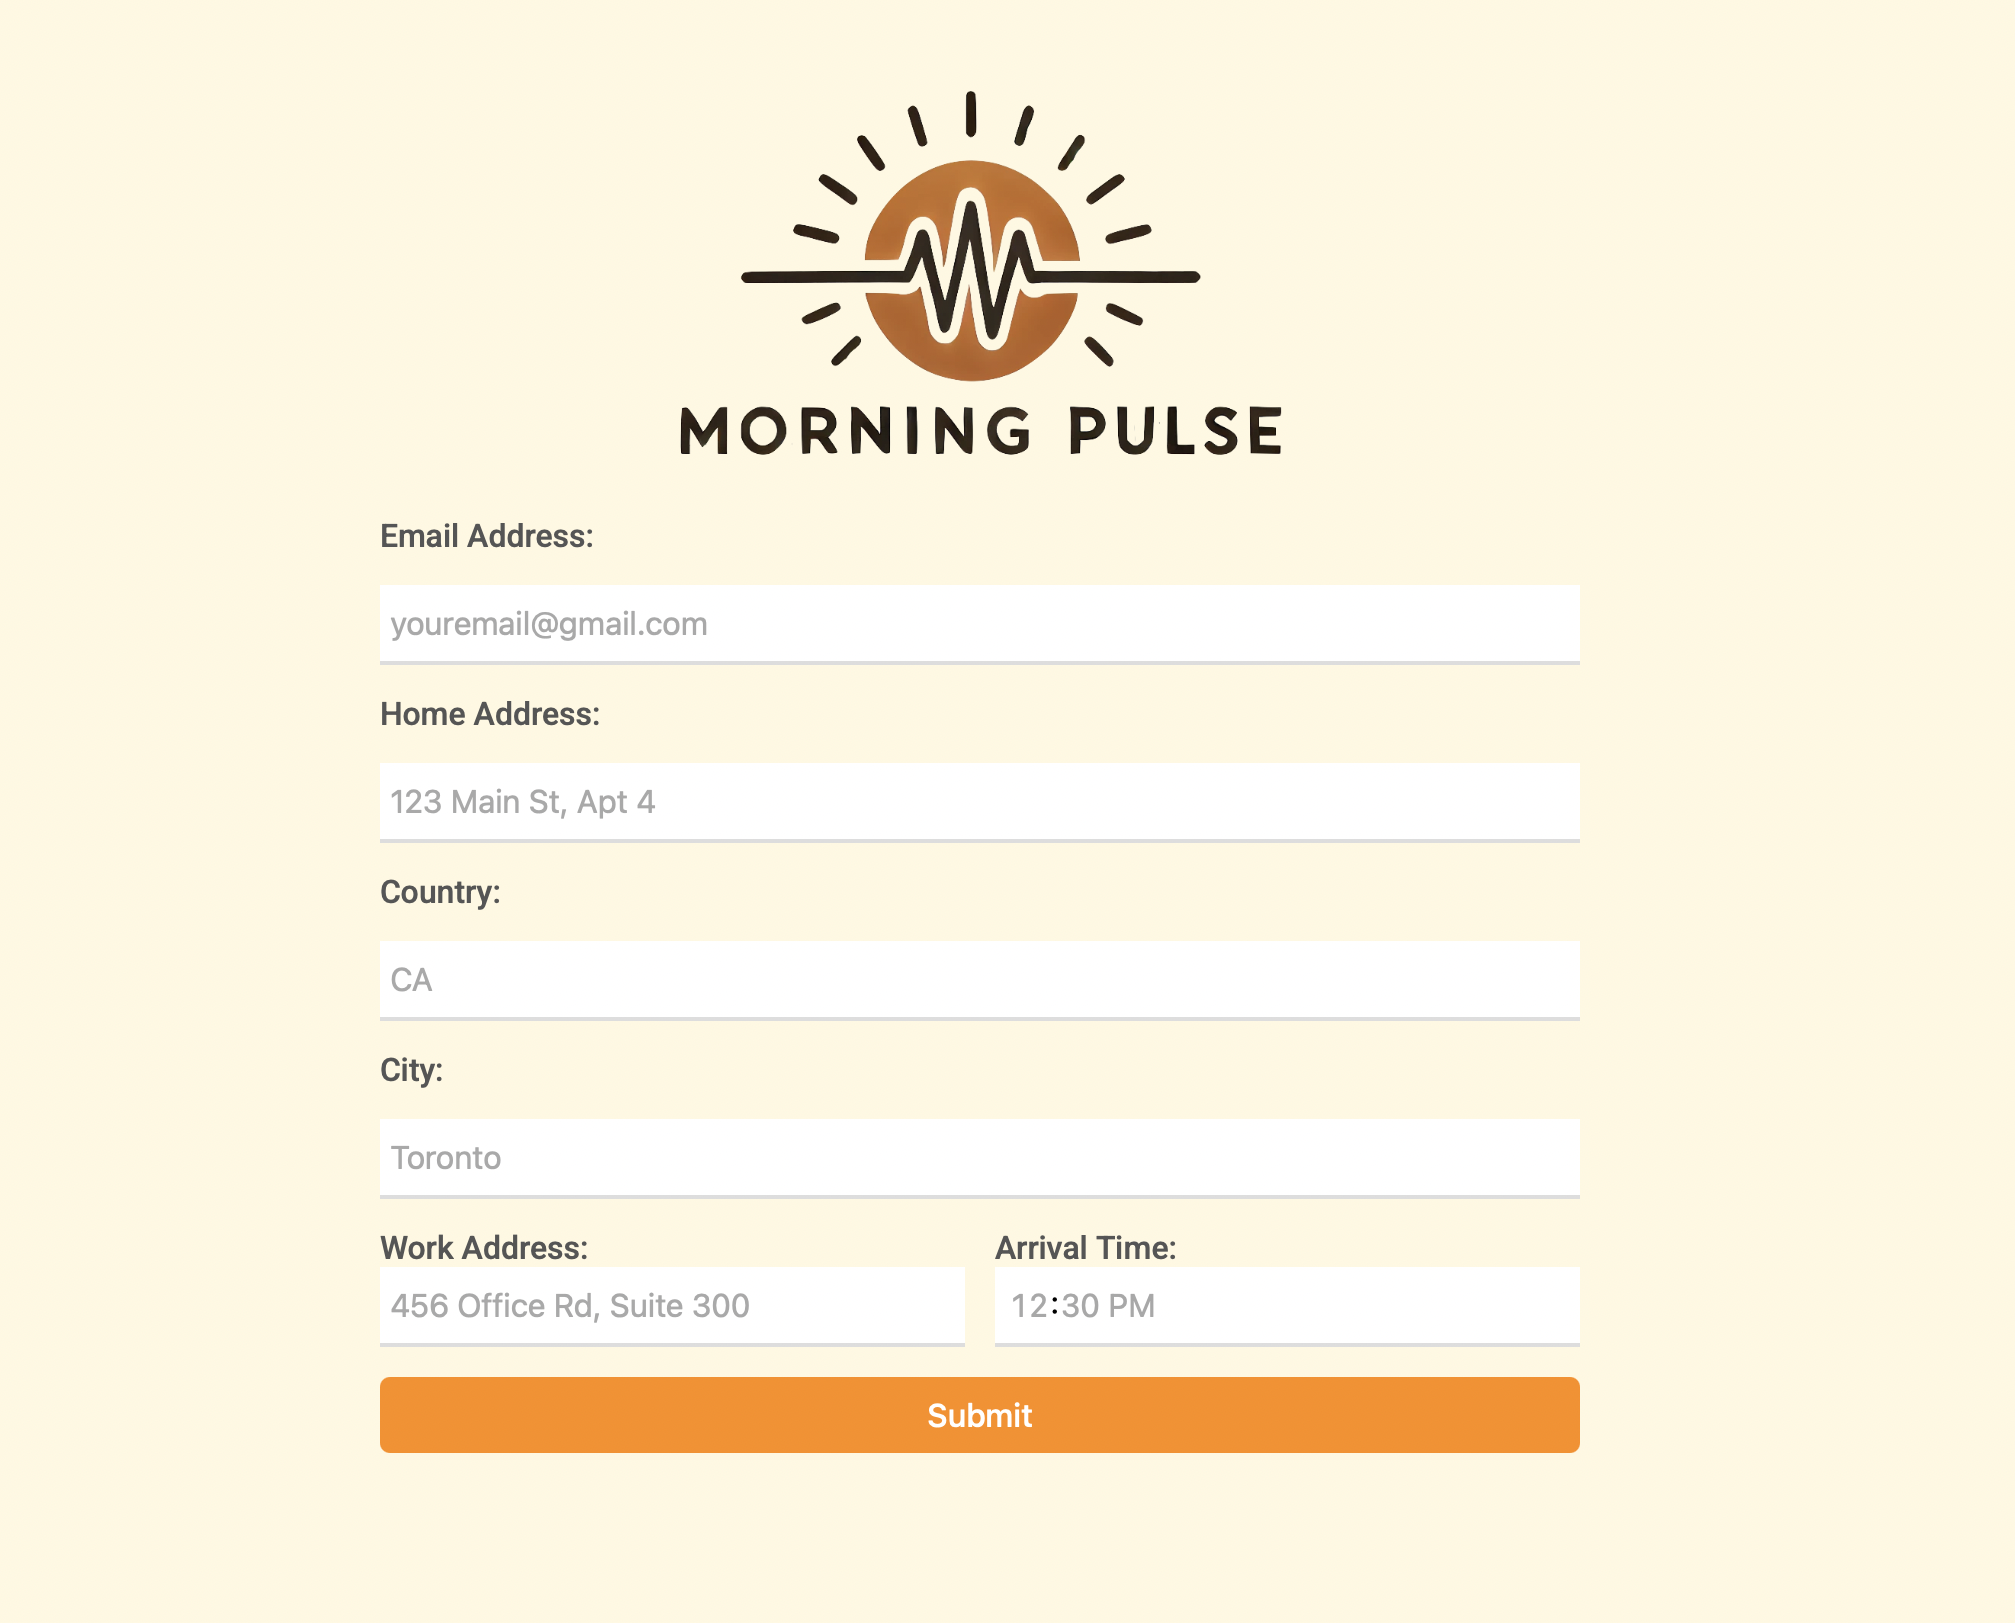 MORNING PULSE
Email Address:
youremail@gmail.com
Home Address:
123 Main St, Apt 4
Country:
CA
City:
Toronto
Work Address:
456 Office Rd, Suite 300
Arrival Time:
12:30 PM
Submit